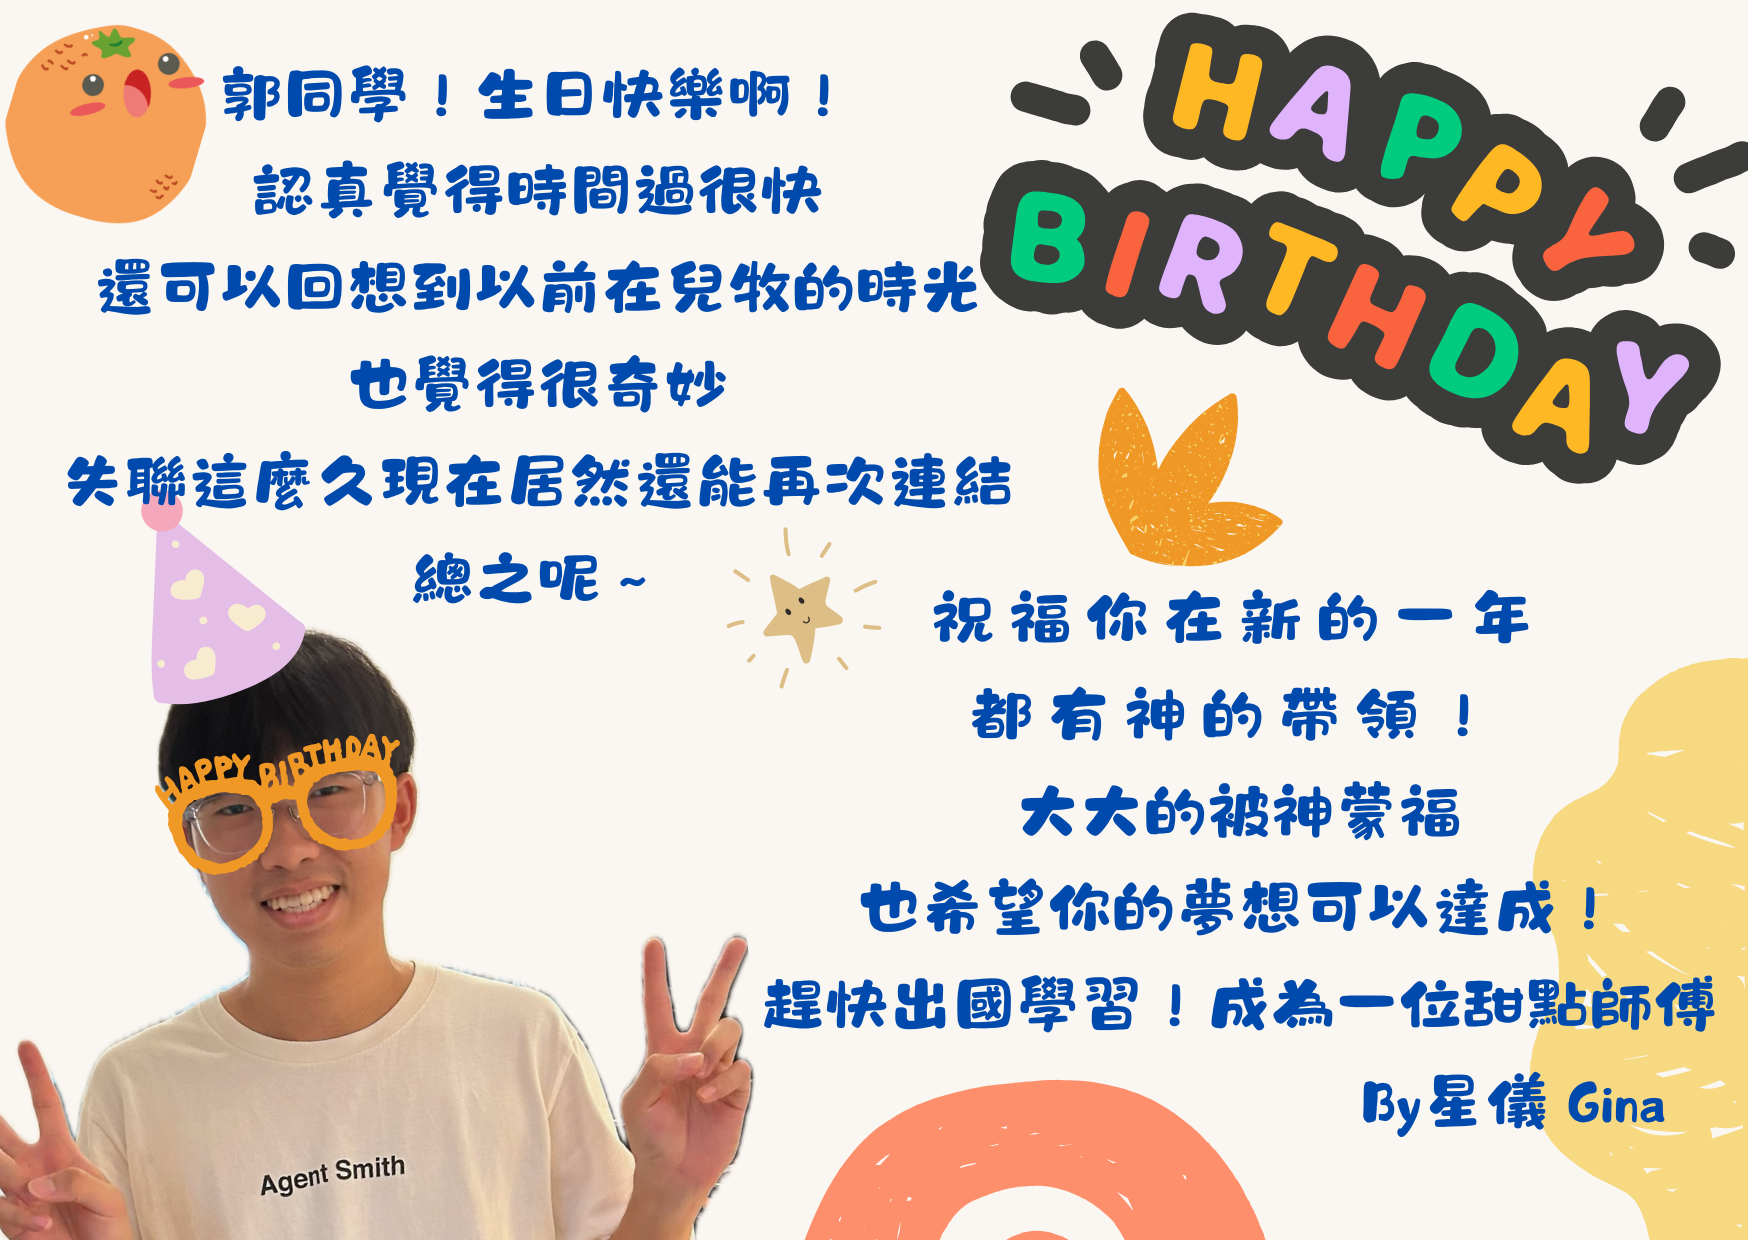 郭同學！生日快樂啊！
認真覺得時間過很快
還可以回想到以前在兒牧的時光
也覺得很奇妙
失聯這麼久現在居然還能再次連結
總之呢~
HAPPY
BIRTHDAY
祝福你在新的一年
都有神的帶領！
大大的被神蒙福
也希望你的夢想可以達成！
趕快出國學習！成為一位甜點師傅
By星儀 Gina
HAPPY BIRTHDAY
Agent Smith